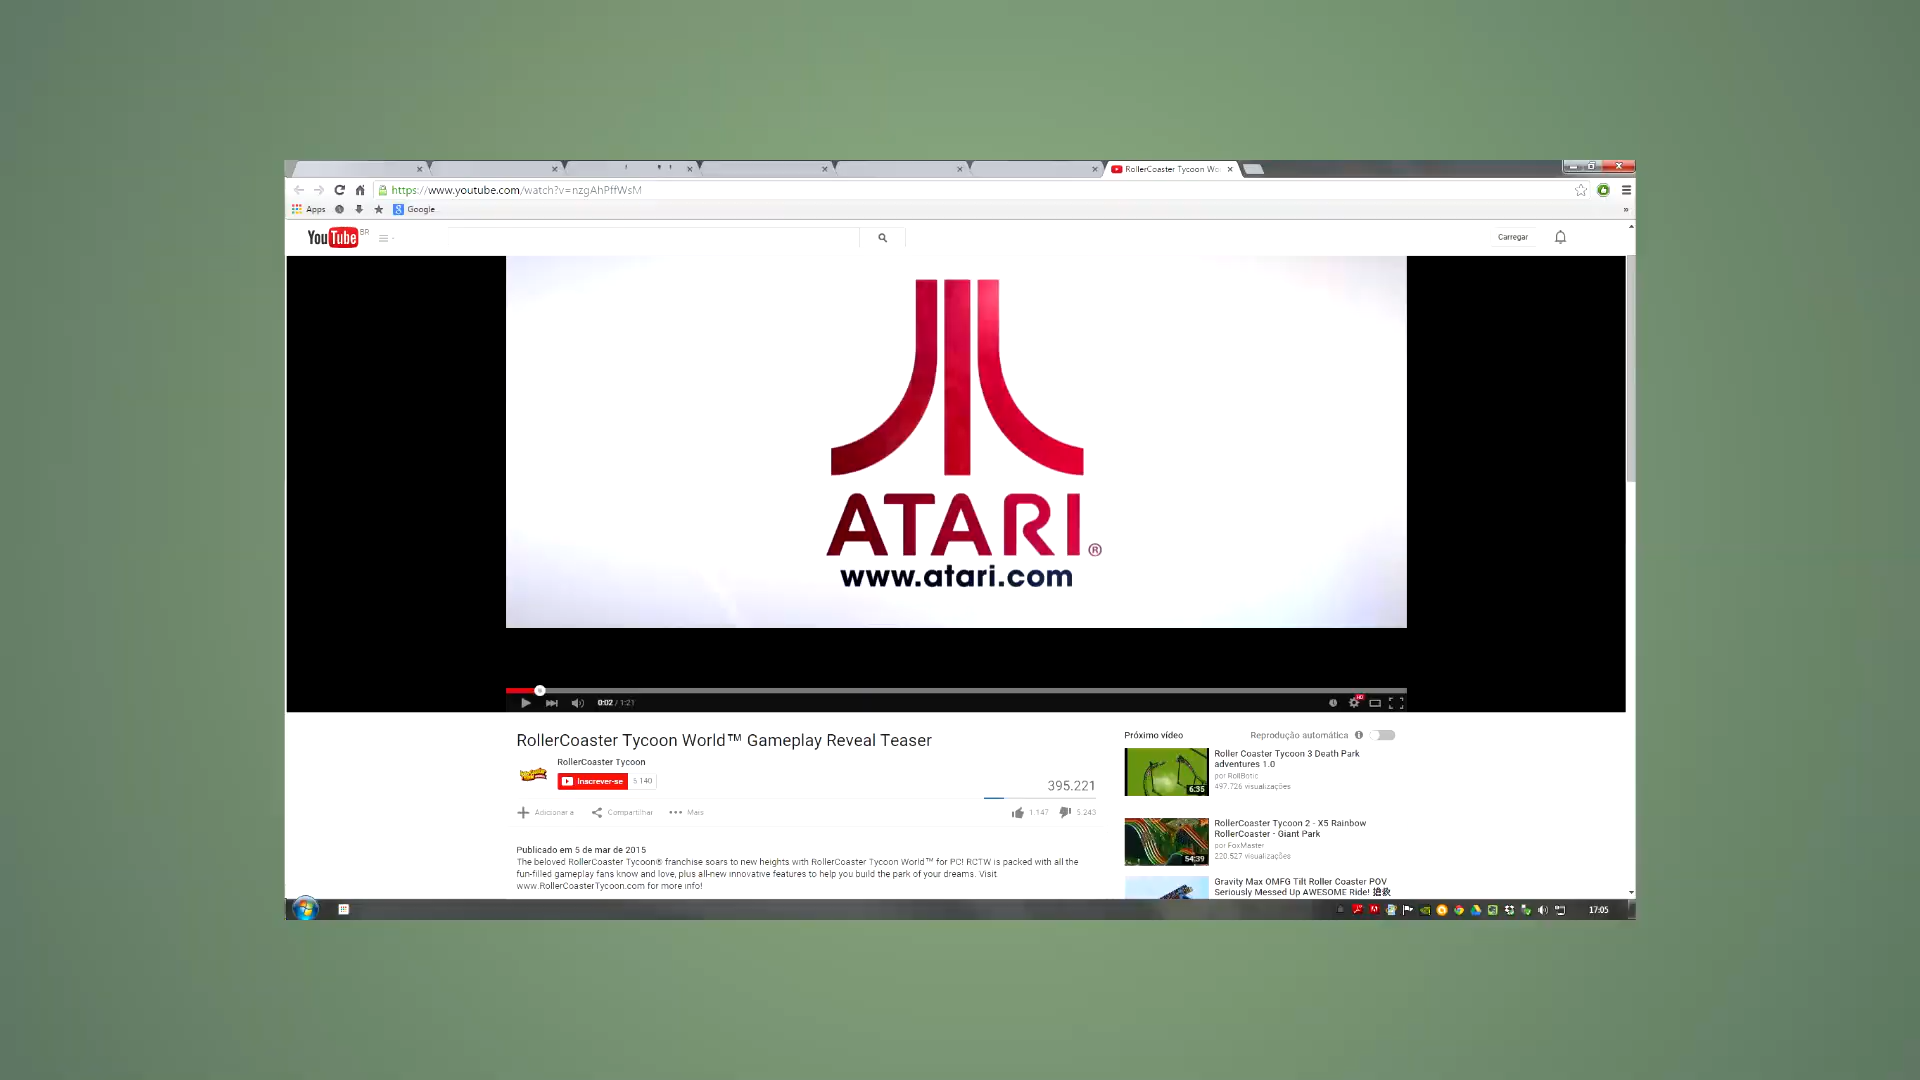 RollerCoaster Tycoon Wo
https://www.youtube.com/watch?v=nzgAhPffWsM
Apps
Google
YouTube BR
Carregar
ATARI®
www.atari.com
0:02 / 1:21
RollerCoaster Tycoon World™ Gameplay Reveal Teaser
RollerCoaster Tycoon
Inscrever-se
395.221
Adicionar a
Compartilhar
Mais
1.147
5.243
Publicado em 5 de mar de 2015
The beloved RollerCoaster Tycoon® franchise soars to new heights with RollerCoaster Tycoon World™ for PC! RCTW is packed with all the
fun-filled gameplay fans know and love, plus all-new innovative features to help you build the park of your dreams. Visit
www.RollerCoasterTycoon.com for more info!
Próximo vídeo
Reprodução automática
Roller Coaster Tycoon 3 Death Park
adventures 1.0
por RollBotic
497.726 visualizações
6:35
RollerCoaster Tycoon 2 - X5 Rainbow
RollerCoaster - Giant Park
por FoxMaster
220.527 visualizações
54:39
Gravity Max OMFG Tilt Roller Coaster POV
Seriously Messed Up AWESOME Ride!
17:05